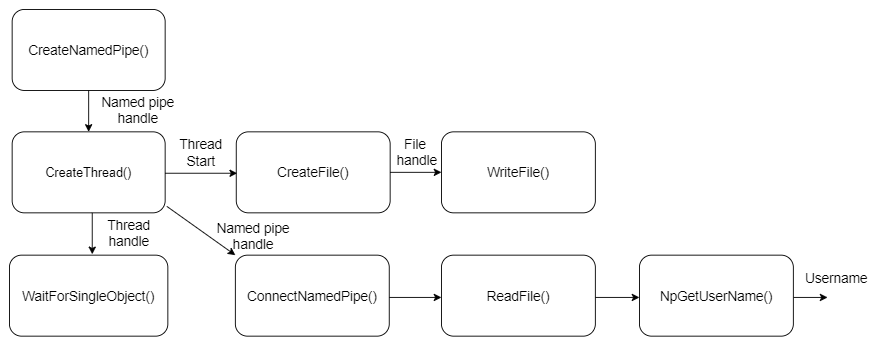 CreateNamedPipe()
Named pipe
handle
CreateThread()
Thread
Start
CreateFile()
File
handle
WriteFile()
Thread
handle
Named pipe
handle
WaitForSingleObject()
ConnectNamedPipe()
ReadFile()
NpGetUserName()
Username